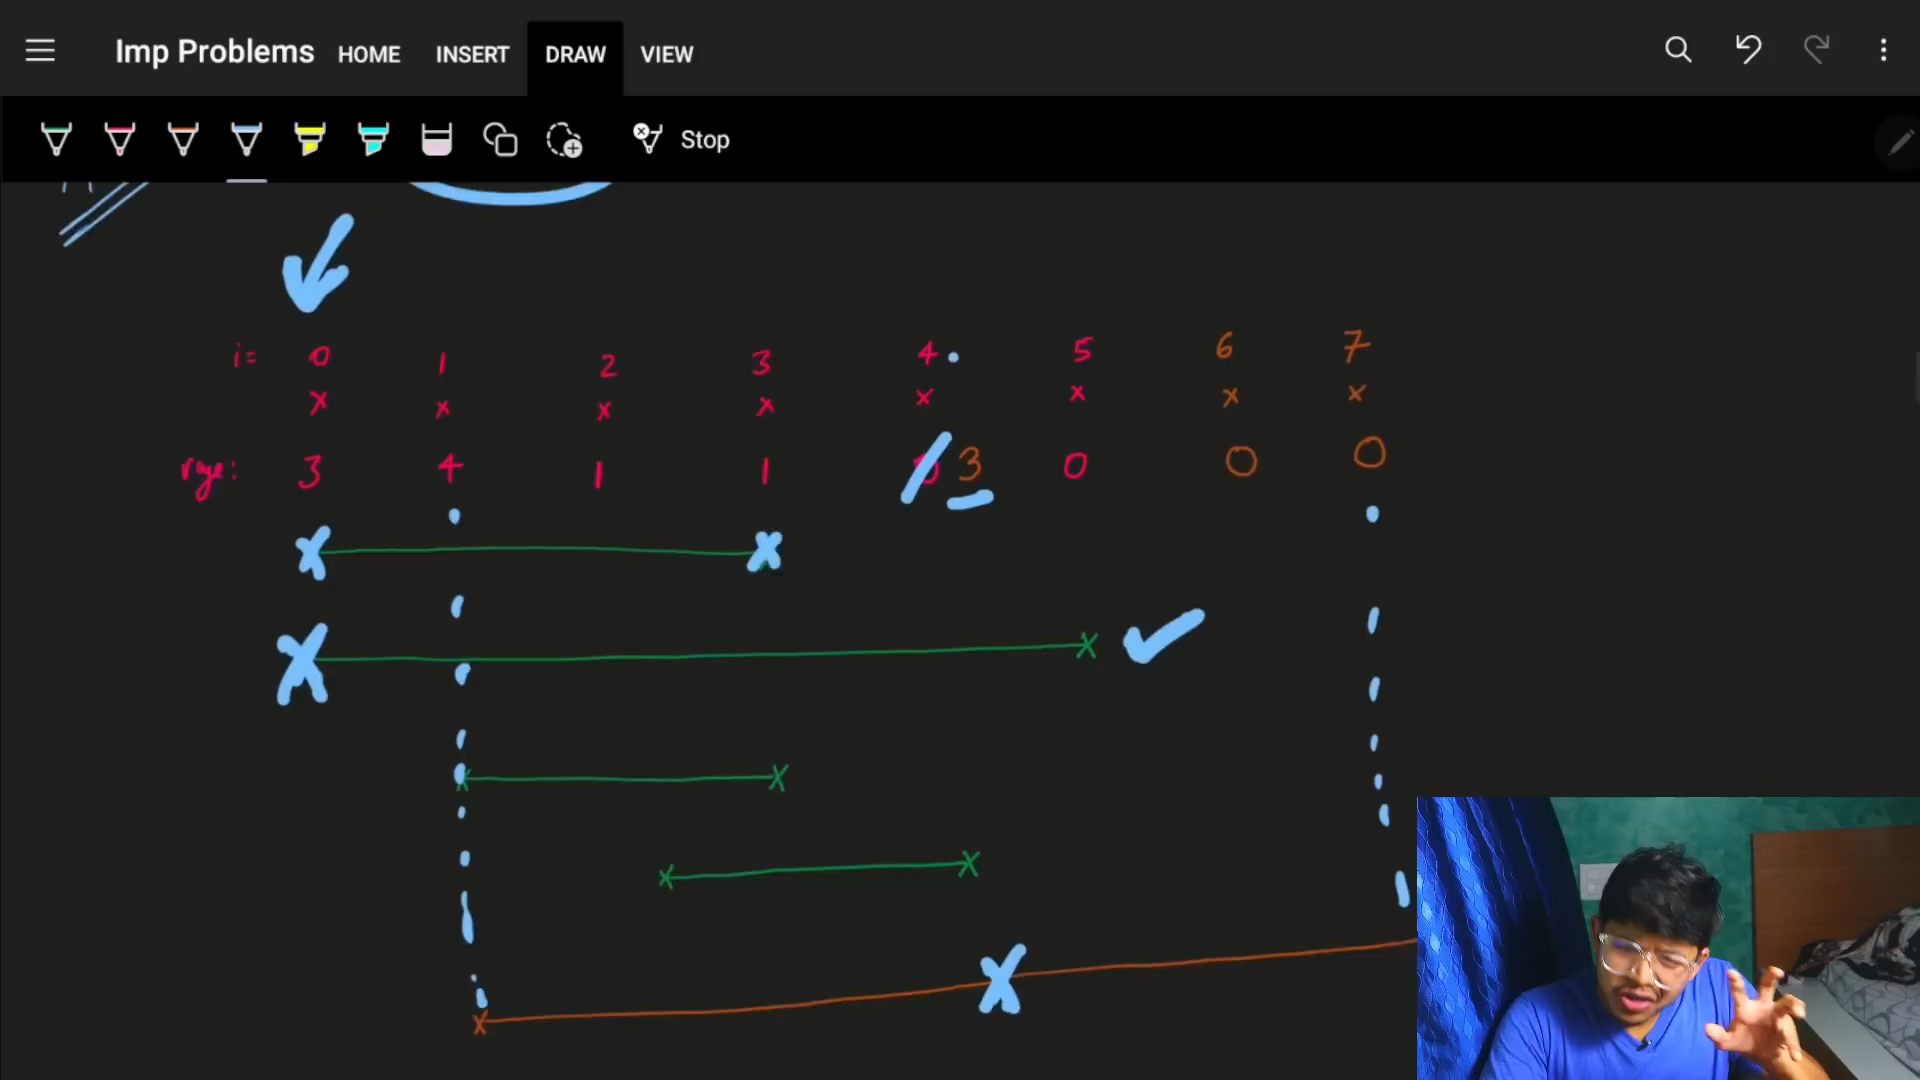 Imp Problems HOME INSERT DRAW VIEW
Stop
i= 0 1 2 3 4 5 6 7
x x x x x x x x
3 4 1 1 0 3 0 0 0
x x
x x
x x
x x
x x